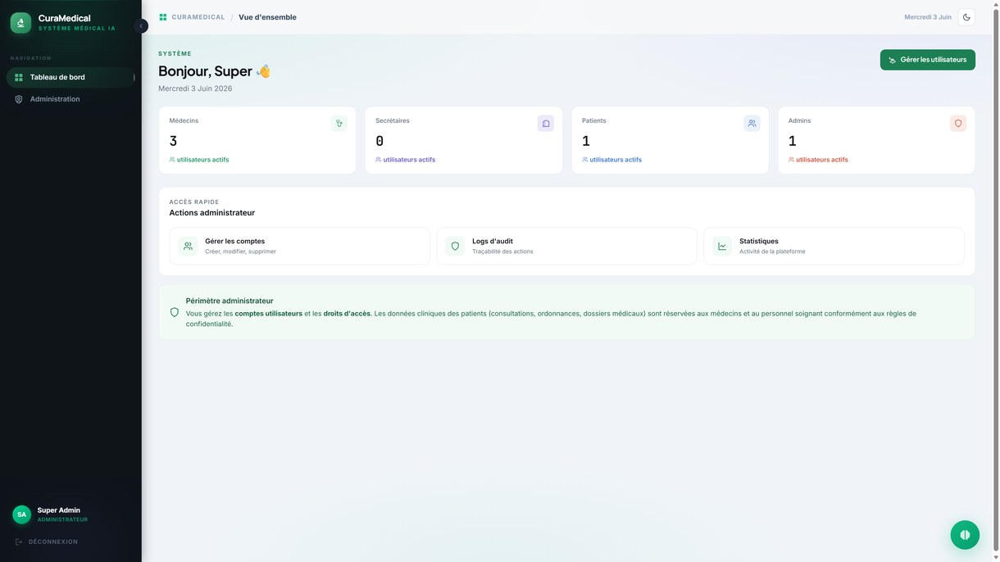 CuraMedical
SYSTÈME MÉDICAL IA
NAVIGATION
Tableau de bord
Administration
SA
Super Admin
ADMINISTRATEUR
DÉCONNEXION
CURAMEDICAL / Vue d'ensemble
Mercredi 3 Juin
SYSTÈME
Bonjour, Super 👋
Mercredi 3 Juin 2026
Gérer les utilisateurs
Médecins
3
utilisateurs actifs
Secrétaires
0
utilisateurs actifs
Patients
1
utilisateurs actifs
Admins
1
utilisateurs actifs
ACCÈS RAPIDE
Actions administrateur
Gérer les comptes
Créer, modifier, supprimer
Logs d'audit
Traçabilité des actions
Statistiques
Activité de la plateforme
Périmètre administrateur
Vous gérez les comptes utilisateurs et les droits d'accès. Les données cliniques des patients (consultations, ordonnances, dossiers médicaux) sont réservées aux médecins et au personnel soignant conformément aux règles de
confidentialité.